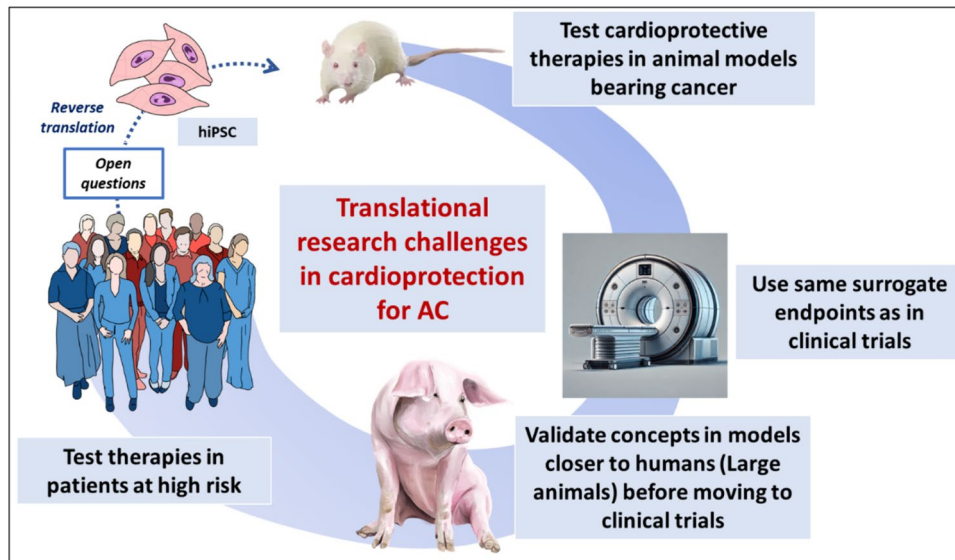 Test cardioprotective
therapies in animal models
bearing cancer
Reverse
translation
hiPSC
Open
questions
Translational
research challenges
in cardioprotection
for AC
Use same surrogate
endpoints as in
clinical trials
Validate concepts in models
closer to humans (Large
animals) before moving to
clinical trials
Test therapies in
patients at high risk